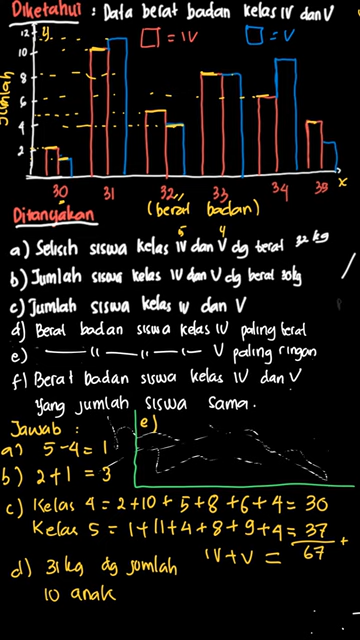 Diketahui : Data berat badan kelas IV dan V
12 y
□ = IV □ = V
10
8
6
4
2
Jumlah
30 31 32 33 34 35 x
(berat badan)
Ditanyakan
5 4
a) Selisih siswa kelas IV dan V dg berat 32 kg
b) Jumlah siswa kelas IV dan V dg berat 30kg
c) Jumlah siswa kelas IV dan V
d) Berat badan siswa kelas IV paling berat
e) —— 11 —— 11 —— 11 — V paling ringan
f) Berat badan siswa kelas IV dan V
yang jumlah siswa sama.
Jawab :
e)
a) 5-4 = 1
b) 2+1 = 3
c) Kelas 4 = 2+10 + 5+8 +6+4 = 30
Kelas 5 = 1+11+4+8+9+4 = 37 +
IV+V = 67
d) 31 kg dg jumlah
10 anak